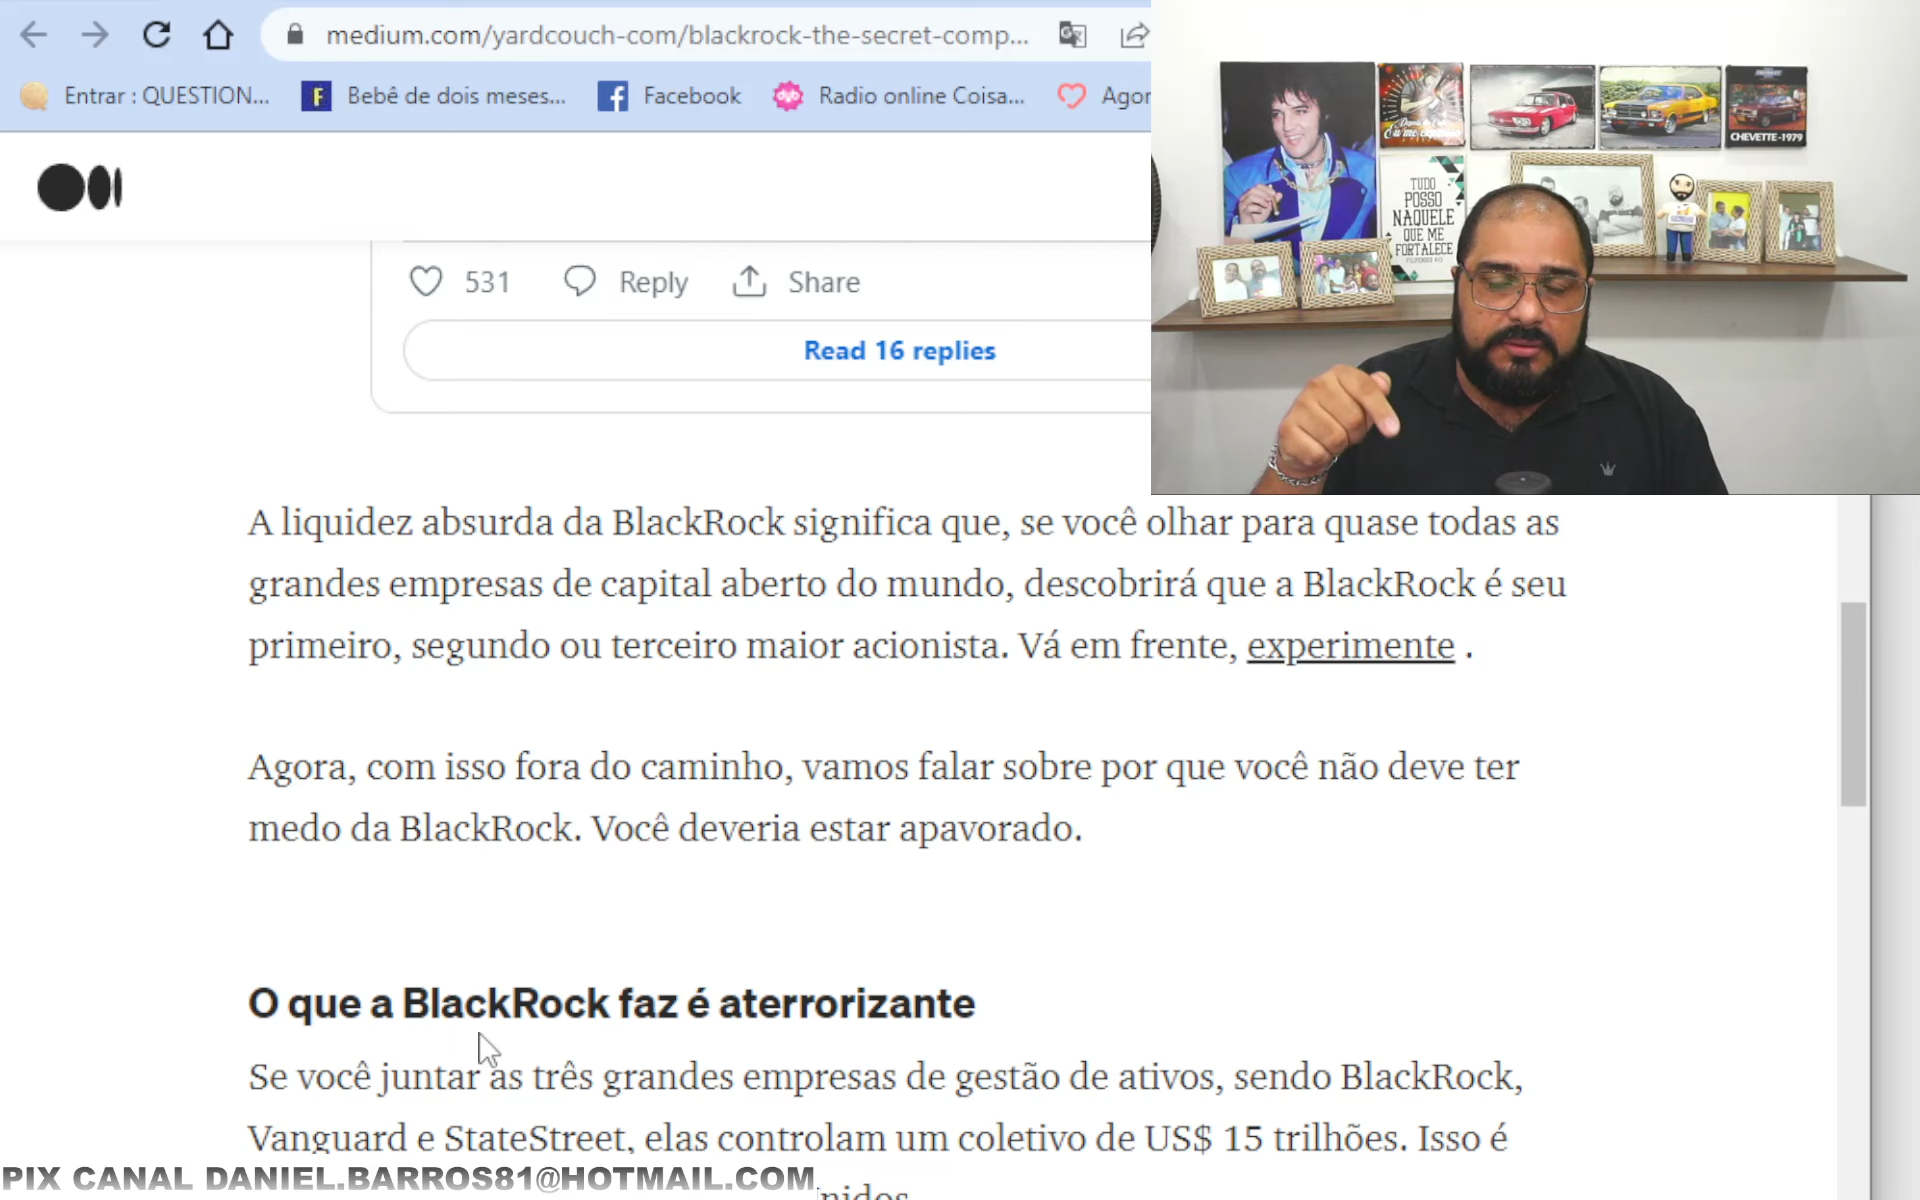 medium.com/yardcouch-com/blackrock-the-secret-comp...
Entrar : QUESTION...
Bebê de dois meses...
Facebook
Radio online Coisa...
Agor
CHEVETTE-1979
TUDO
POSSO
NAQUELE
QUE ME
FORTALECE
531
Reply
Share
Read 16 replies
A liquidez absurda da BlackRock significa que, se você olhar para quase todas as
grandes empresas de capital aberto do mundo, descobrirá que a BlackRock é seu
primeiro, segundo ou terceiro maior acionista. Vá em frente, experimente .
Agora, com isso fora do caminho, vamos falar sobre por que você não deve ter
medo da BlackRock. Você deveria estar apavorado.
O que a BlackRock faz é aterrorizante
Se você juntar as três grandes empresas de gestão de ativos, sendo BlackRock,
Vanguard e StateStreet, elas controlam um coletivo de US$ 15 trilhões. Isso é
PIX CANAL DANIEL.BARROS81@HOTMAIL.COM